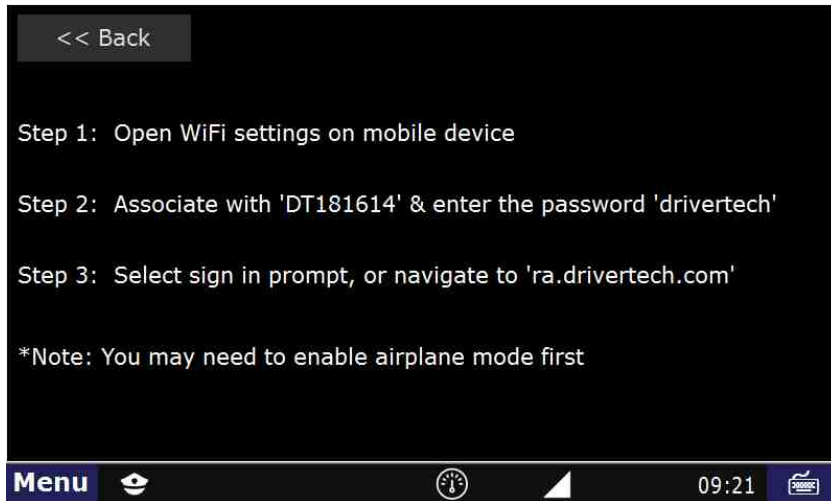 << Back
Step 1: Open WiFi settings on mobile device
Step 2: Associate with 'DT181614' & enter the password 'drivertech'
Step 3: Select sign in prompt, or navigate to 'ra.drivertech.com'
*Note: You may need to enable airplane mode first
Menu 09:21